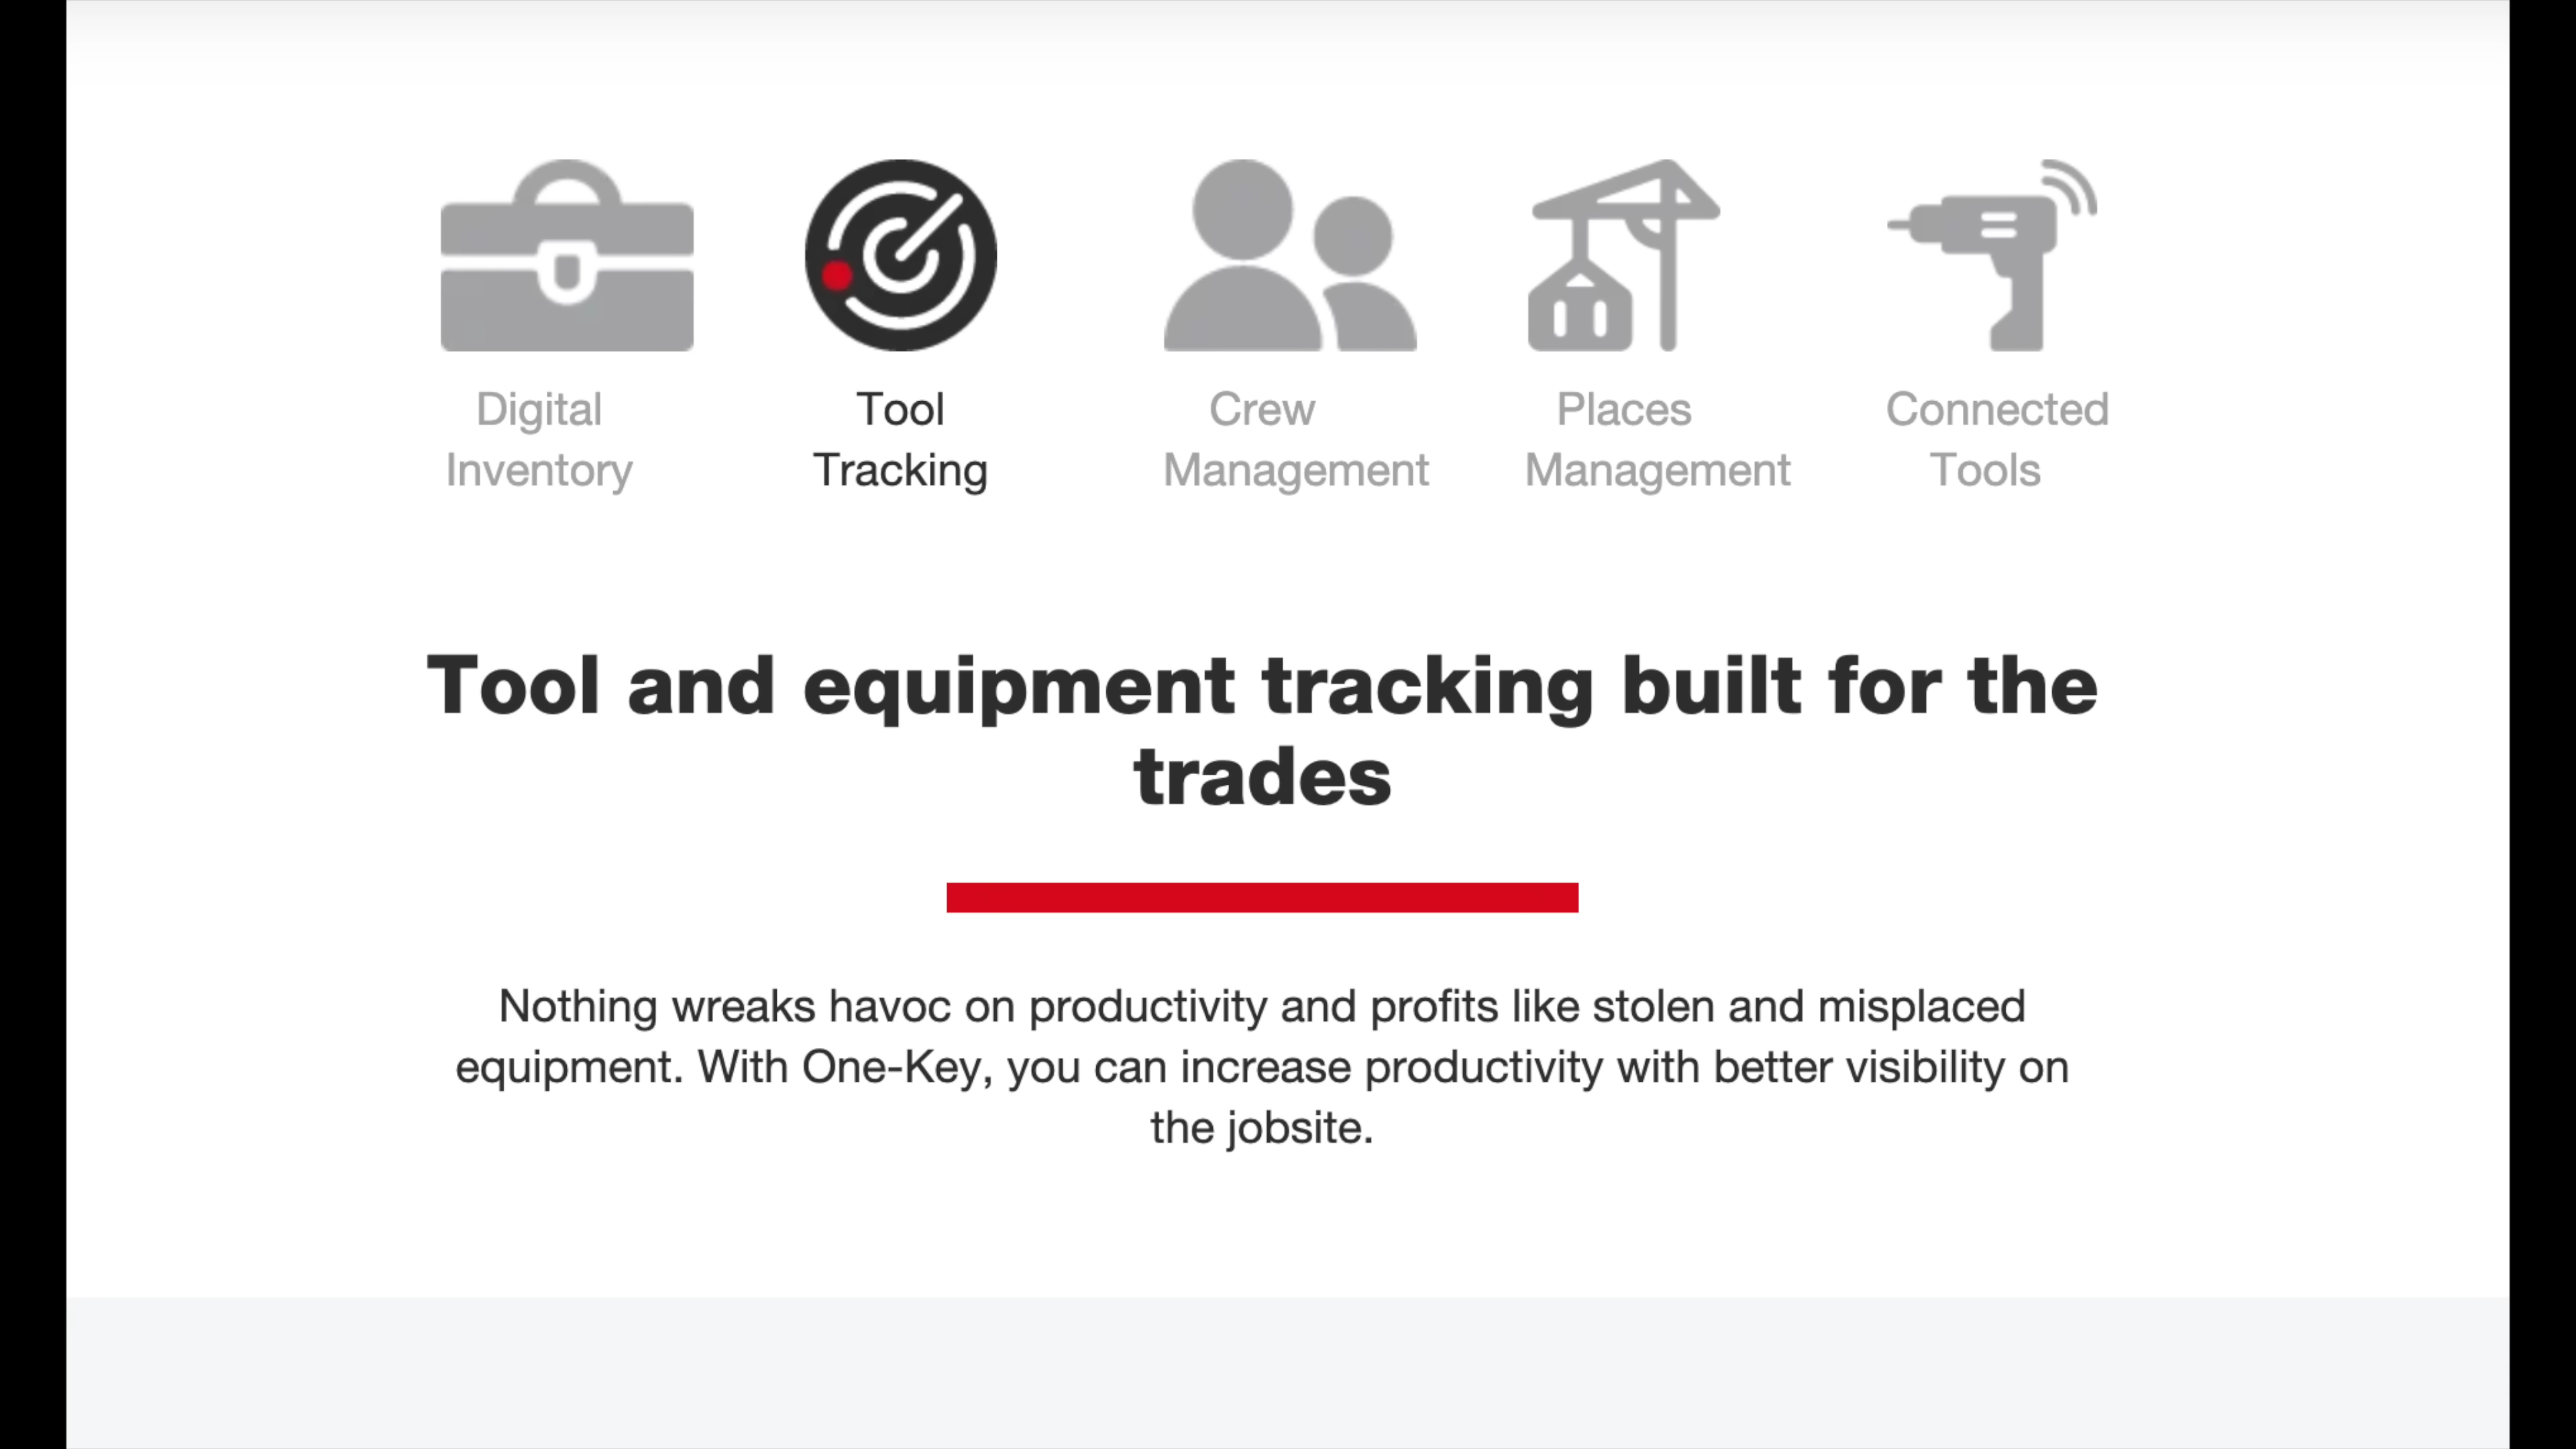 Digital
Inventory
Tool
Tracking
Crew
Management
Places
Management
Connected
Tools
Tool and equipment tracking built for the
trades
Nothing wreaks havoc on productivity and profits like stolen and misplaced
equipment. With One-Key, you can increase productivity with better visibility on
the jobsite.